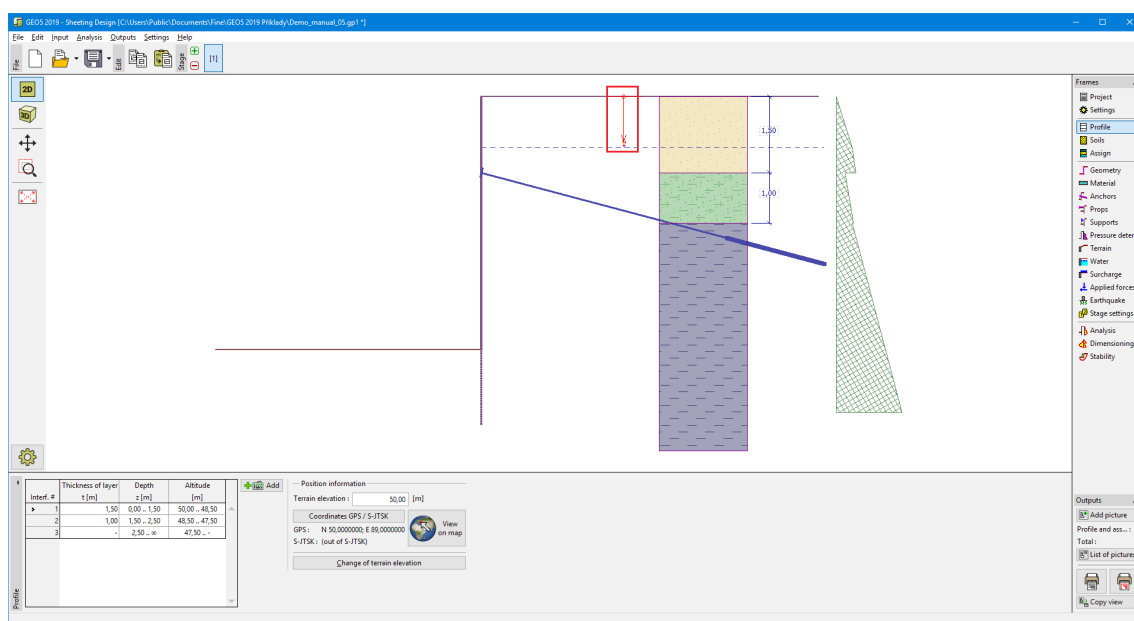 GEO5 2019 - Sheeting Design [C:\Users\Public\Documents\Fine\GEO5 2019 Příklady\Demo_manual_05.gp1 *]
File Edit Input Analysis Outputs Settings Help
File
Edit
Stage
[1]
2D
3D
1,50
1,00
Frames
Project
Settings
Profile
Soils
Assign
Geometry
Material
Anchors
Props
Supports
Pressure deter
Terrain
Water
Surcharge
Applied forces
Earthquake
Stage settings
Analysis
Dimensioning
Stability
Interf. # Thickness of layer t [m] Depth z [m] Altitude [m]
1 1,50 0,00 .. 1,50 50,00 .. 48,50
2 1,00 1,50 .. 2,50 48,50 .. 47,50
3 - 2,50 .. ∞ 47,50 .. -
Add
Position information
Terrain elevation : 50,00 [m]
Coordinates GPS / S-JTSK
GPS : N 50,0000000; E 89,0000000
S-JTSK : (out of S-JTSK)
View on map
Change of terrain elevation
Profile
Outputs
Add picture
Profile and ass... :
Total :
List of pictures
Copy view